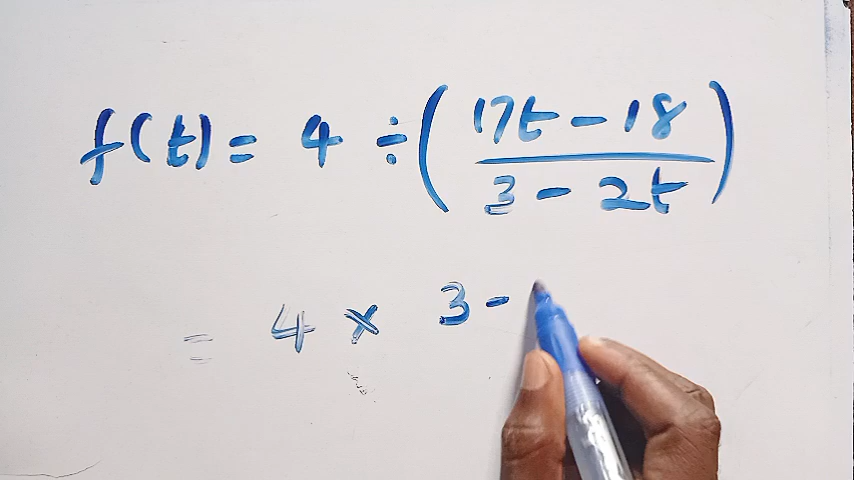 f(t) = 4 ÷ (17t - 18 / 3 - 2t)
= 4 × 3 -